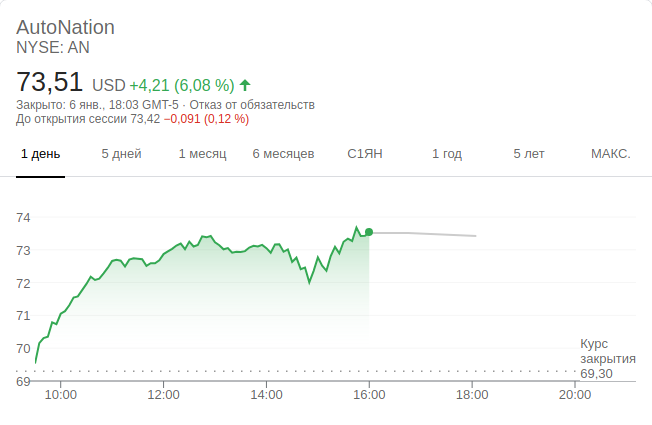 AutoNation
NYSE: AN
73,51 USD +4,21 (6,08 %)
Закрыто: 6 янв., 18:03 GMT-5 · Отказ от обязательств
До открытия сессии 73,42 −0,091 (0,12 %)
1 день 5 дней 1 месяц 6 месяцев С1ЯН 1 год 5 лет МАКС.
74
73
72
71
70
Курс
закрытия
69,30
69
10:00 12:00 14:00 16:00 18:00 20:00